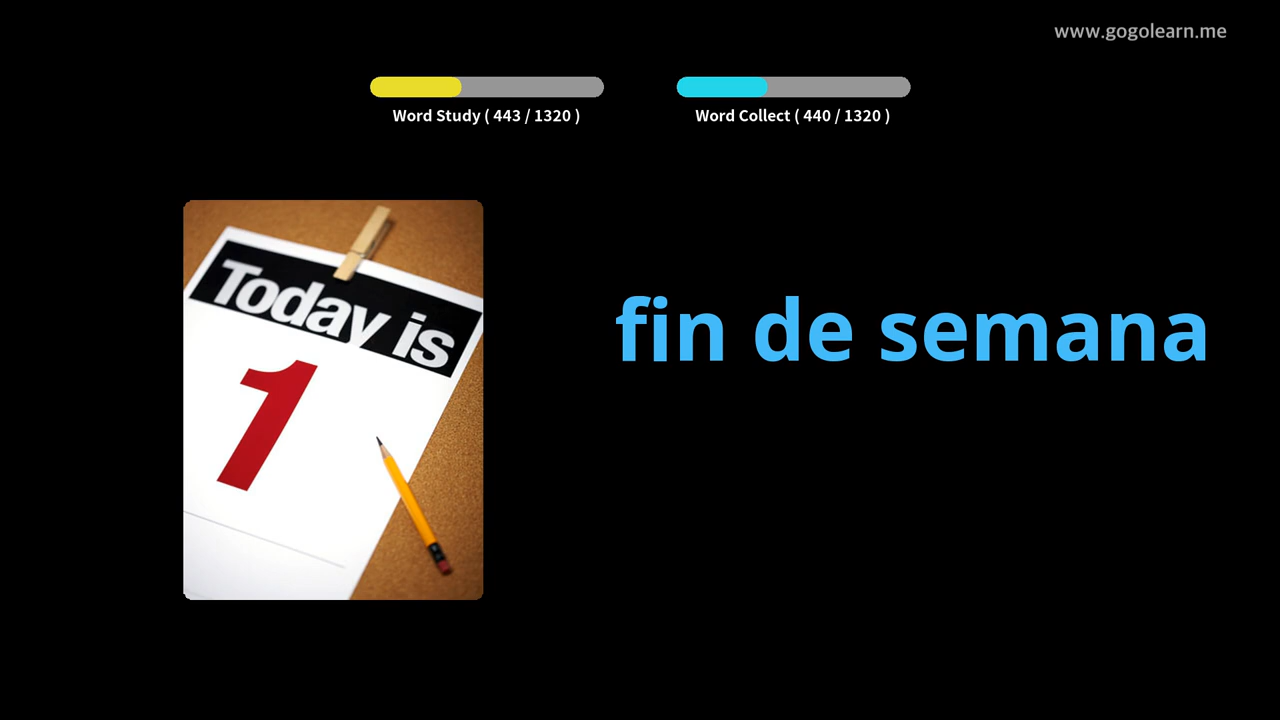 www.gogolearn.me
Word Study ( 443 / 1320 )
Word Collect ( 440 / 1320 )
Today is
1
fin de semana